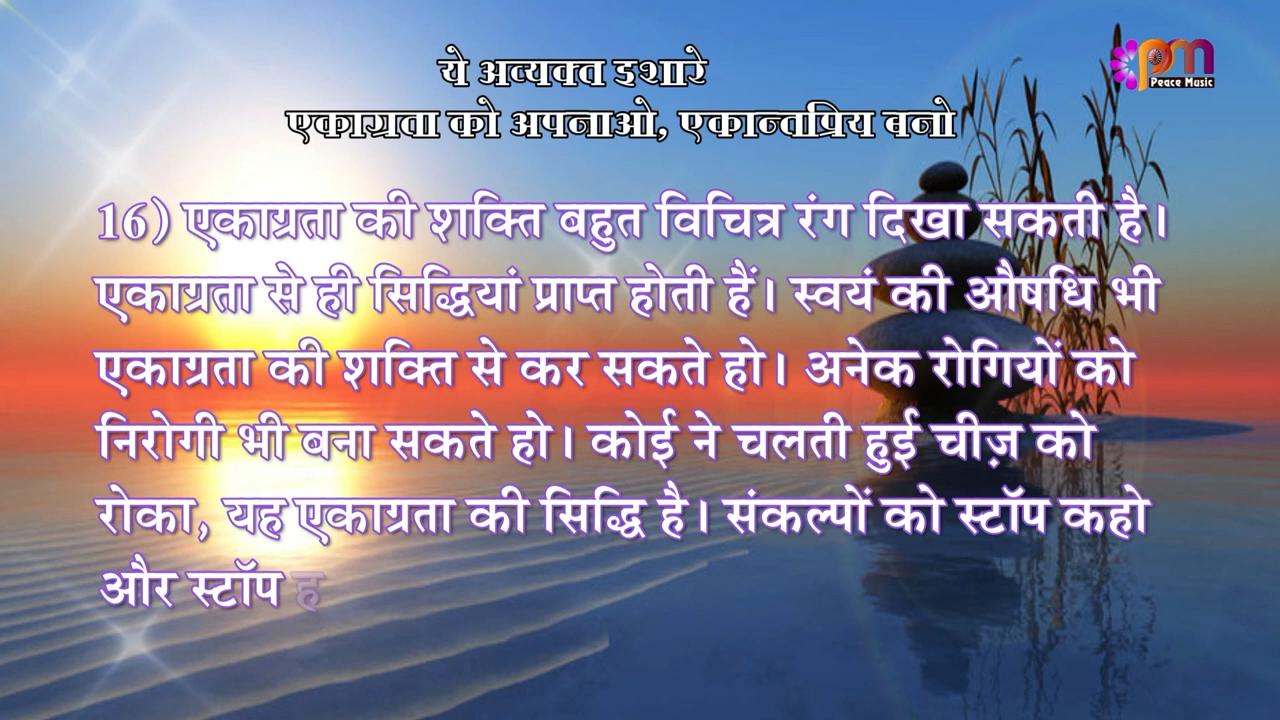 ये अव्यक्त इशारे
एकाग्रता को अपनाओ, एकान्तप्रिय बनो
pm
Peace Music
16) एकाग्रता की शक्ति बहुत विचित्र रंग दिखा सकती है।
एकाग्रता से ही सिद्धियां प्राप्त होती हैं। स्वयं की औषधि भी
एकाग्रता की शक्ति से कर सकते हो। अनेक रोगियों को
निरोगी भी बना सकते हो। कोई ने चलती हुई चीज़ को
रोका, यह एकाग्रता की सिद्धि है। संकल्पों को स्टॉप कहो
और स्टॉप ह